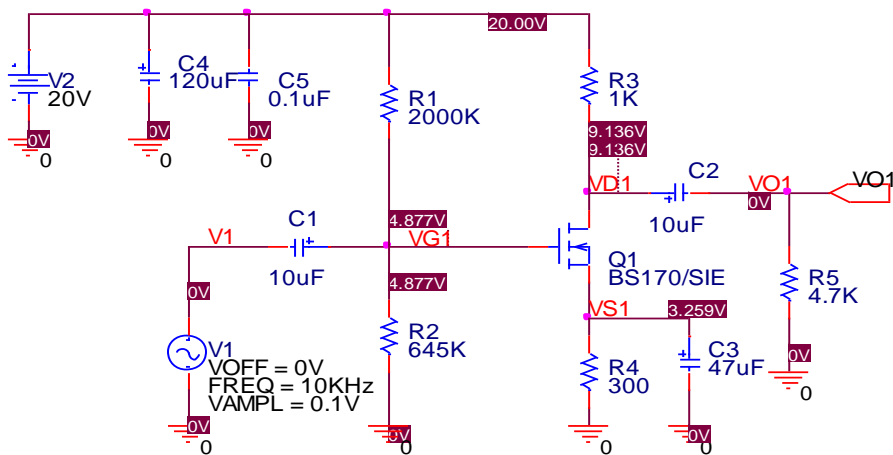 20.00V
V2
20V
C4
120uF
C5
0.1uF
R1
2000K
R3
1K
0V
0
0V
0
0V
0
9.136V
9.136V
VD1
C2
10uF
VO1
0V
VO1
V1
C1
10uF
4.877V
VG1
4.877V
Q1
BS170/SIE
R5
4.7K
0V
0
VS1
3.259V
0V
V1
VOFF = 0V
FREQ = 10KHz
VAMPL = 0.1V
R2
645K
R4
300
C3
47uF
0V
0
0V
0
0V
0
0V
0